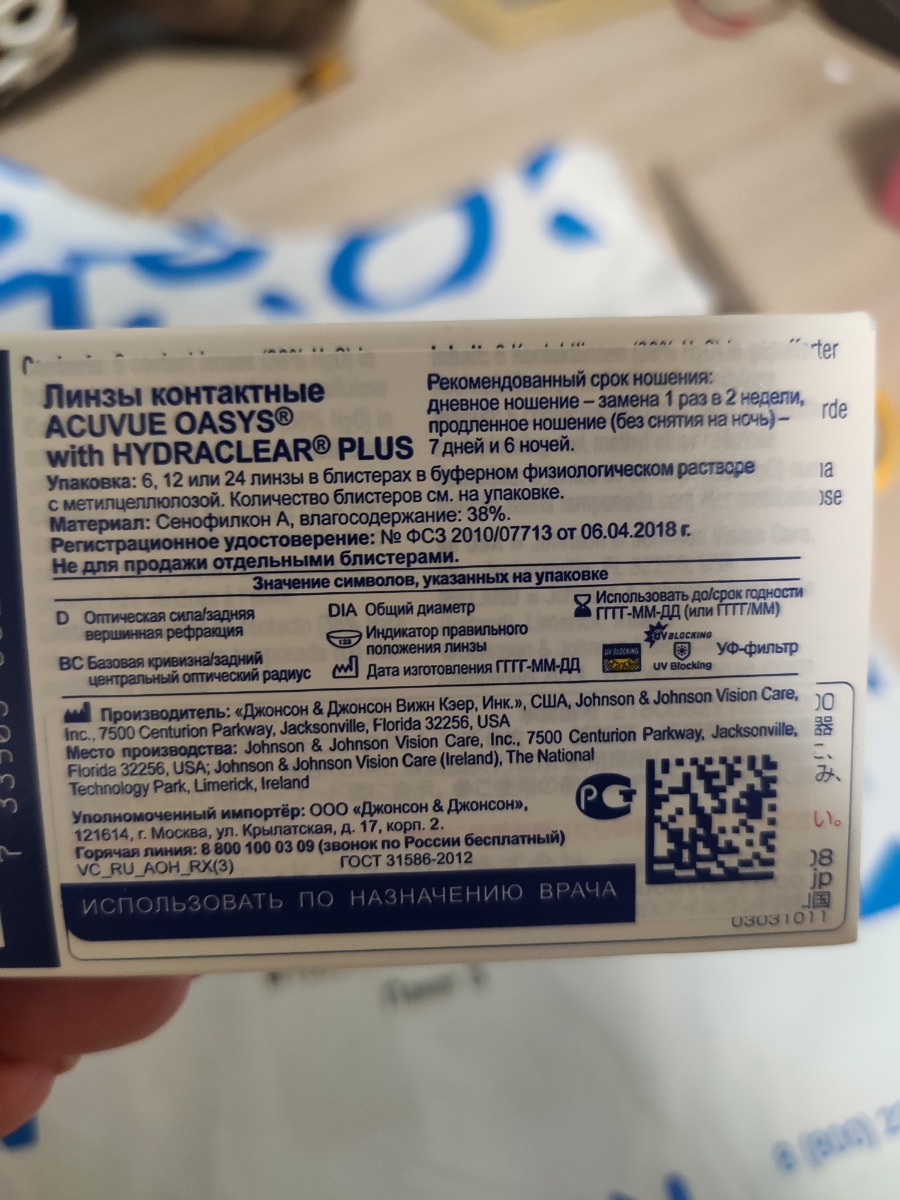 Линзы контактные
ACUVUE OASYS®
with HYDRACLEAR® PLUS
Рекомендованный срок ношения:
дневное ношение – замена 1 раз в 2 недели,
продленное ношение (без снятия на ночь) –
7 дней и 6 ночей.
Упаковка: 6, 12 или 24 линзы в блистерах в буферном физиологическом растворе
с метилцеллюлозой. Количество блистеров см. на упаковке.
Материал: Сенофилкон А, влагосодержание: 38%.
Регистрационное удостоверение: № ФСЗ 2010/07713 от 06.04.2018 г.
Не для продажи отдельными блистерами.
Значение символов, указанных на упаковке
D Оптическая сила/задняя
вершинная рефракция
BC Базовая кривизна/задний
центральный оптический радиус
DIA Общий диаметр
123 Индикатор правильного
положения линзы
Дата изготовления ГГГГ-ММ-ДД
Использовать до/срок годности
ГГГГ-ММ-ДД (или ГГГГ/ММ)
UV BLOCKING
UV BLOCKING
UV Blocking
УФ-фильтр
Производитель: «Джонсон & Джонсон Вижн Кэер, Инк.», США, Johnson & Johnson Vision Care,
Inc., 7500 Centurion Parkway, Jacksonville, Florida 32256, USA
Место производства: Johnson & Johnson Vision Care, Inc., 7500 Centurion Parkway, Jacksonville,
Florida 32256, USA; Johnson & Johnson Vision Care (Ireland), The National
Technology Park, Limerick, Ireland
Уполномоченный импортёр: ООО «Джонсон & Джонсон»,
121614, г. Москва, ул. Крылатская, д. 17, корп. 2.
Горячая линия: 8 800 100 03 09 (звонок по России бесплатный)
VC_RU_AOH_RX(3) ГОСТ 31586-2012
РСТ
ИСПОЛЬЗОВАТЬ ПО НАЗНАЧЕНИЮ ВРАЧА
03031011
rde
jp